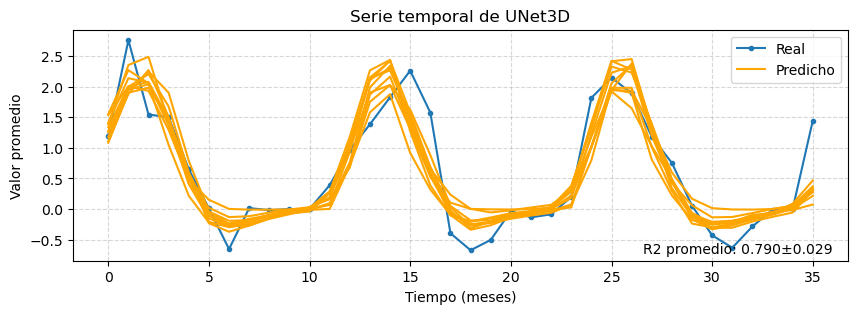 Serie temporal de UNet3D
Valor promedio
2.5
2.0
1.5
1.0
0.5
0.0
−0.5
Real
Predicho
R2 promedio: 0.790±0.029
0 5 10 15 20 25 30 35
Tiempo (meses)